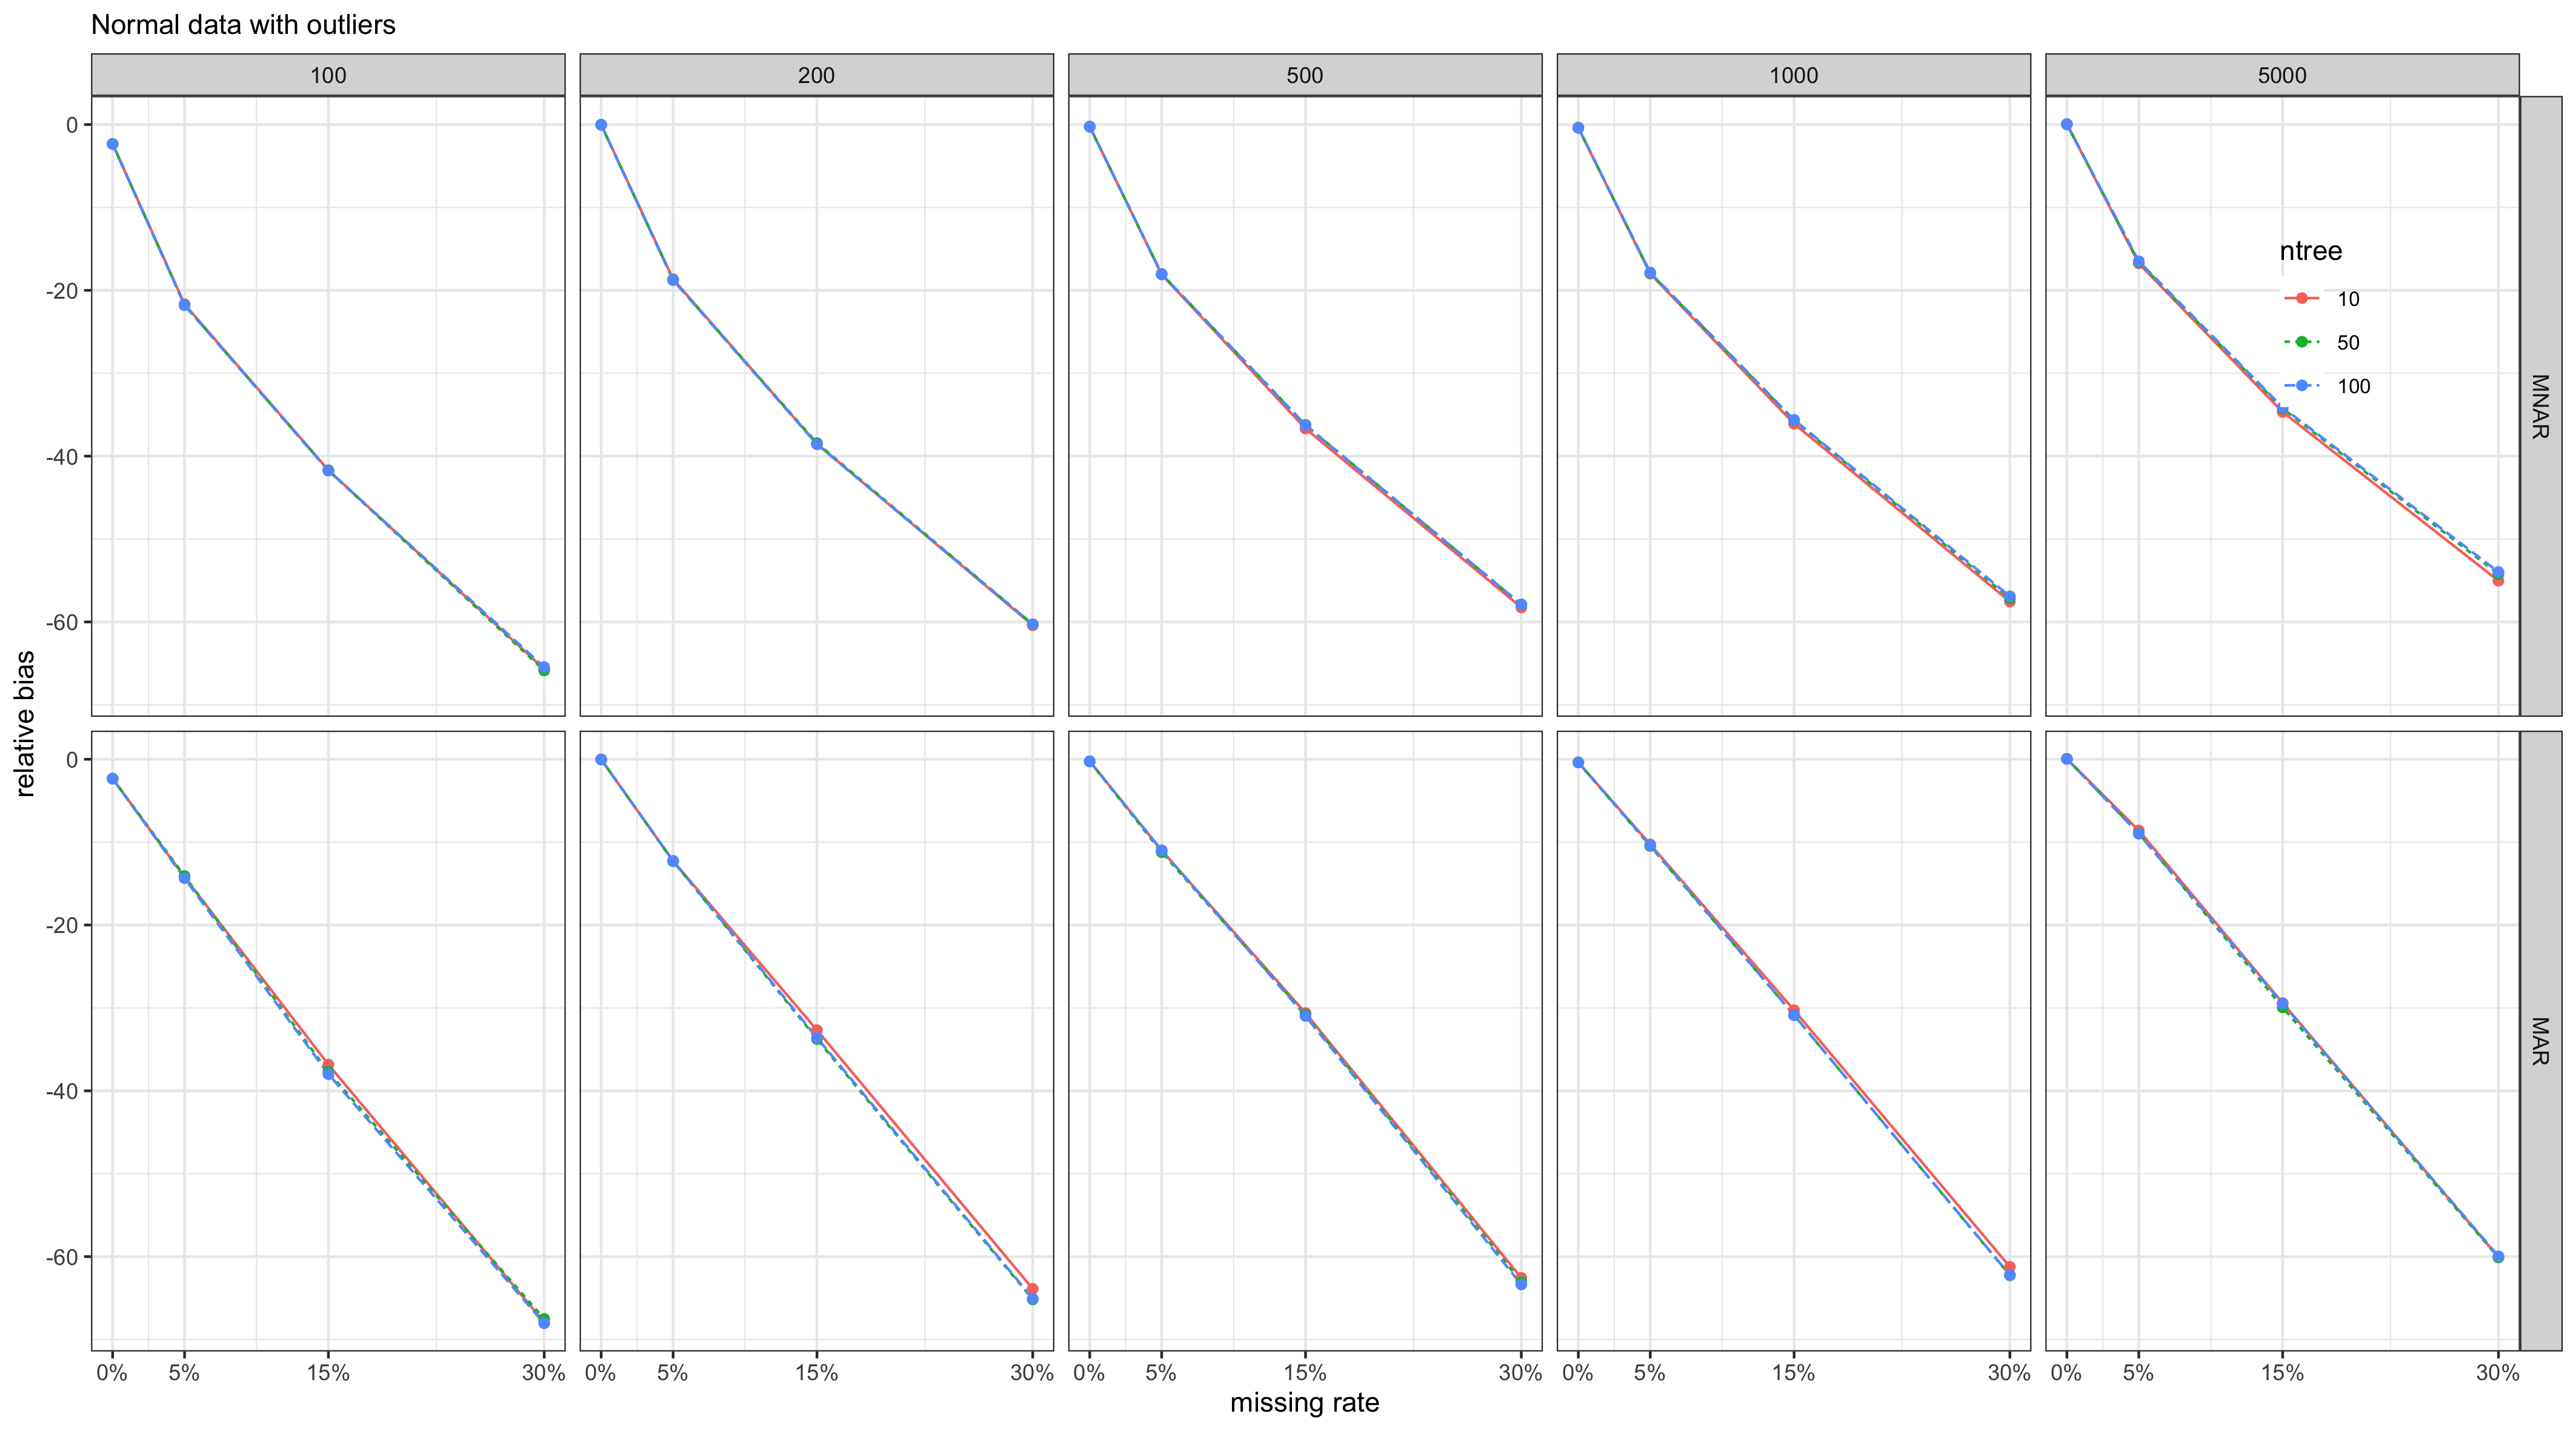 Normal data with outliers
100 200 500 1000 5000
0
-20
-40
-60
MNAR
ntree
10
50
100
relative bias
0
-20
-40
-60
MAR
0% 5% 15% 30% 0% 5% 15% 30% 0% 5% 15% 30% 0% 5% 15% 30% 0% 5% 15% 30%
missing rate